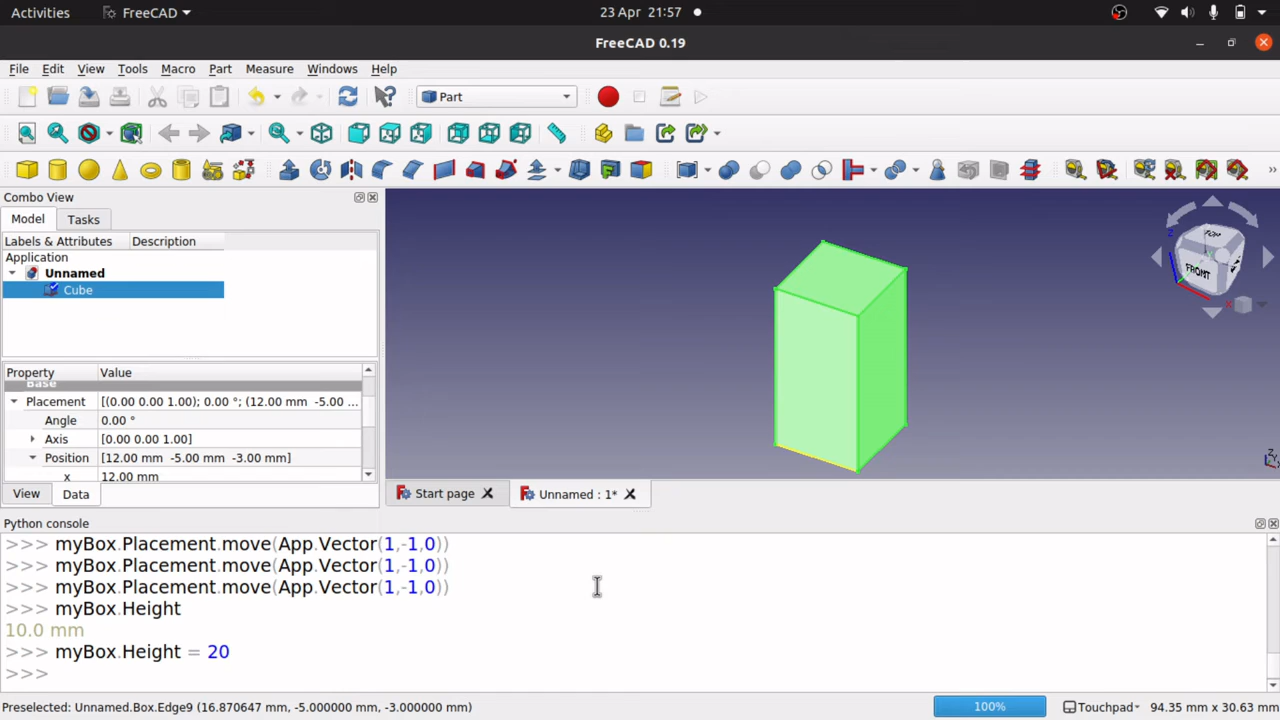 Activities FreeCAD 23 Apr 21:57
FreeCAD 0.19
File Edit View Tools Macro Part Measure Windows Help
Part
Combo View
Model Tasks
Labels & Attributes Description
Application
Unnamed
Cube
Property Value
Base
Placement [(0.00 0.00 1.00); 0.00 °; (12.00 mm -5.00 ...
Angle 0.00 °
Axis [0.00 0.00 1.00]
Position [12.00 mm -5.00 mm -3.00 mm]
x 12.00 mm
View Data
TOP
FRONT
Z
X
Start page Unnamed : 1*
Python console
>>> myBox.Placement.move(App.Vector(1,-1,0))
>>> myBox.Placement.move(App.Vector(1,-1,0))
>>> myBox.Placement.move(App.Vector(1,-1,0))
>>> myBox.Height
10.0 mm
>>> myBox.Height = 20
>>>
Preselected: Unnamed.Box.Edge9 (16.870647 mm, -5.000000 mm, -3.000000 mm) 100% Touchpad 94.35 mm x 30.63 mm